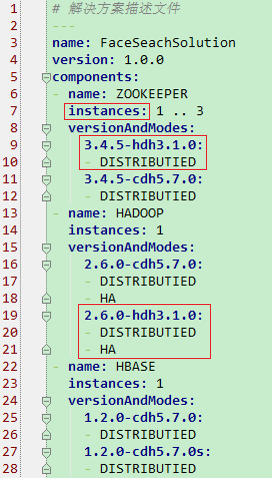 1 # 解决方案描述文件
2 ---
3 name: FaceSeachSolution
4 version: 1.0.0
5 components:
6 - name: ZOOKEEPER
7 instances: 1 .. 3
8 versionAndModes:
9 3.4.5-hdh3.1.0:
10 - DISTRIBUTIED
11 3.4.5-cdh5.7.0:
12 - DISTRIBUTIED
13 - name: HADOOP
14 instances: 1
15 versionAndModes:
16 2.6.0-cdh5.7.0:
17 - DISTRIBUTIED
18 - HA
19 2.6.0-hdh3.1.0:
20 - DISTRIBUTIED
21 - HA
22 - name: HBASE
23 instances: 1
24 versionAndModes:
25 1.2.0-cdh5.7.0:
26 - DISTRIBUTIED
27 1.2.0-cdh5.7.0s:
28 - DISTRIBUTIED